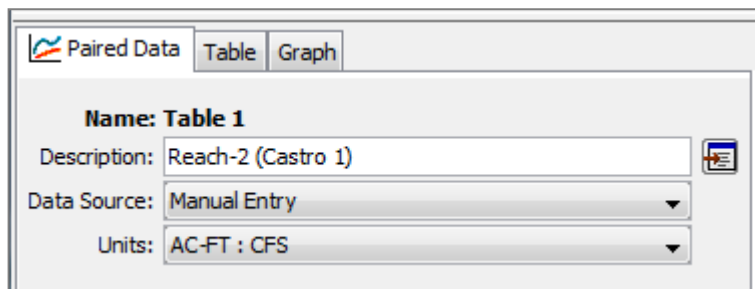 Paired Data Table Graph
Name: Table 1
Description: Reach-2 (Castro 1)
Data Source: Manual Entry
Units: AC-FT : CFS